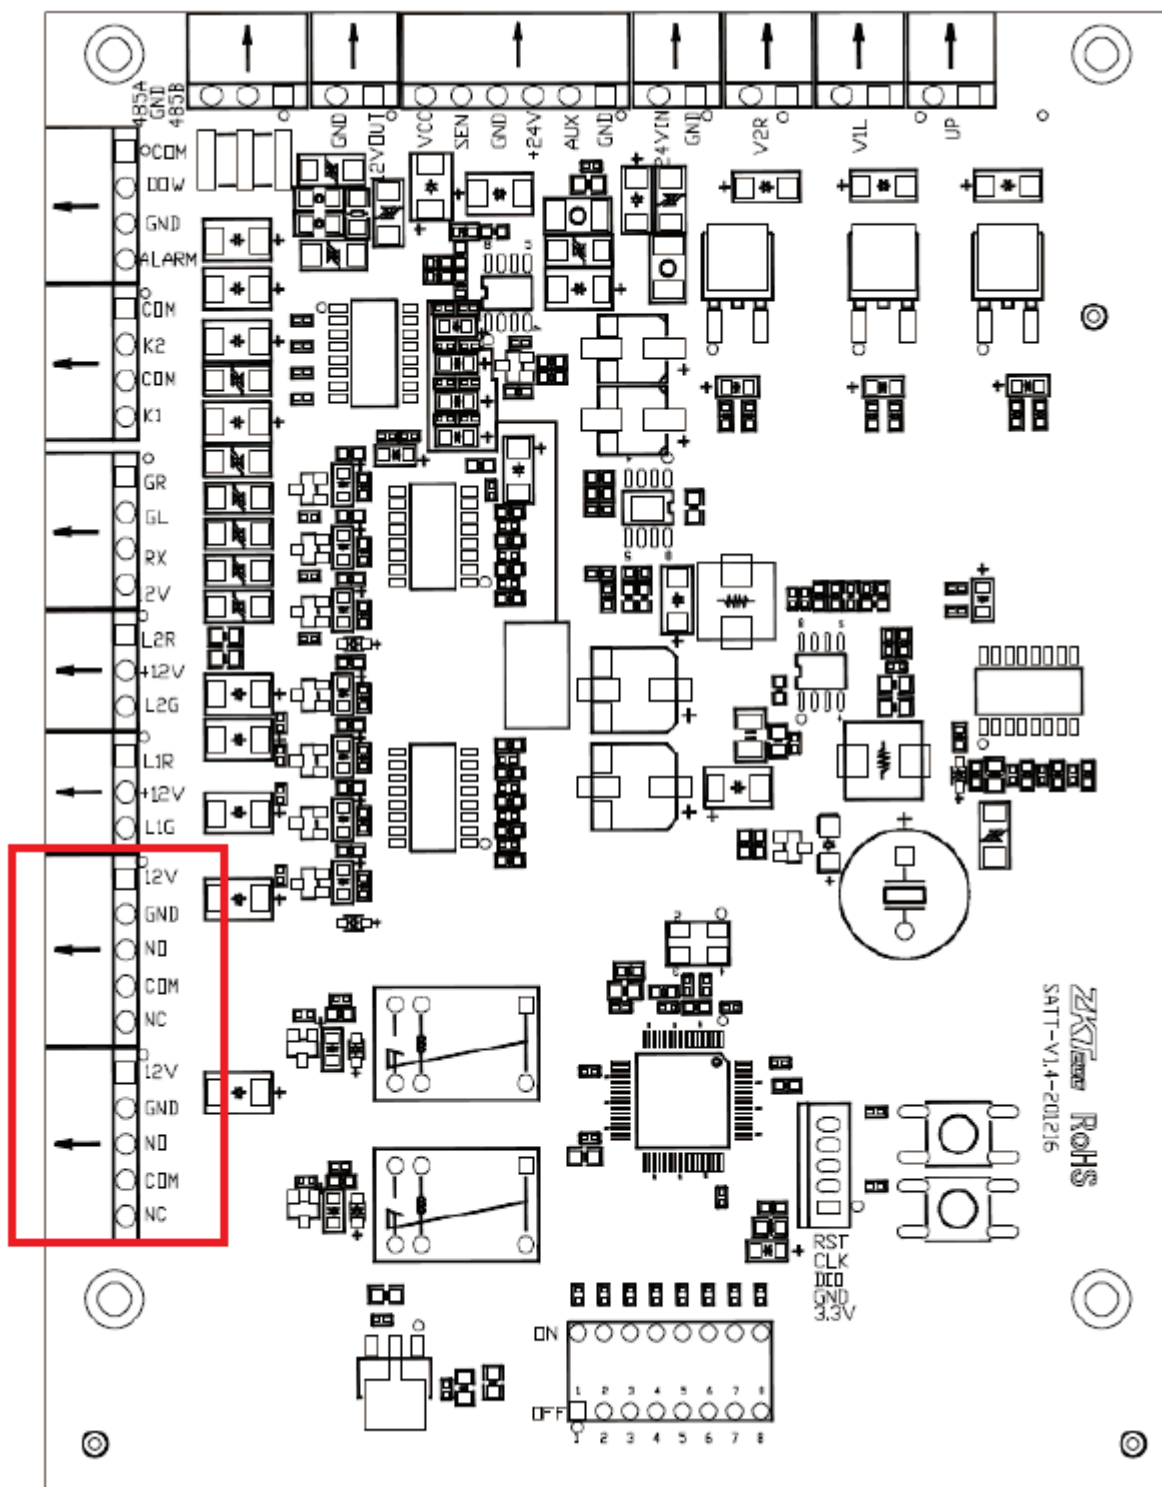 485A
GND
485B
GND
12VOUT
VCC
SEN
GND
+24V
AUX
GND
24VIN
GND
V2R
V1L
UP
COM
DOW
GND
ALARM
COM
K2
COM
K1
GR
GL
RX
12V
L2R
+12V
L2G
L1R
+12V
L1G
12V
GND
NO
COM
NC
12V
GND
NO
COM
NC
ZKTeco RoHS
SATT-V1.4-201216
RST
CLK
DIO
GND
3.3V
ON
1 2 3 4 5 6 7 8
OFF
1 2 3 4 5 6 7 8